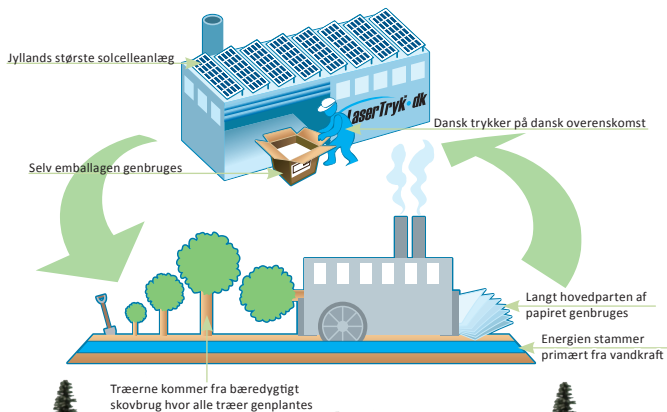 Jyllands største solcelleanlæg
LaserTryk.dk
Dansk trykker på dansk overenskomst
Selv emballagen genbruges
Langt hovedparten af
papiret genbruges
Energien stammer
primært fra vandkraft
Træerne kommer fra bæredygtigt
skovbrug hvor alle træer genplantes